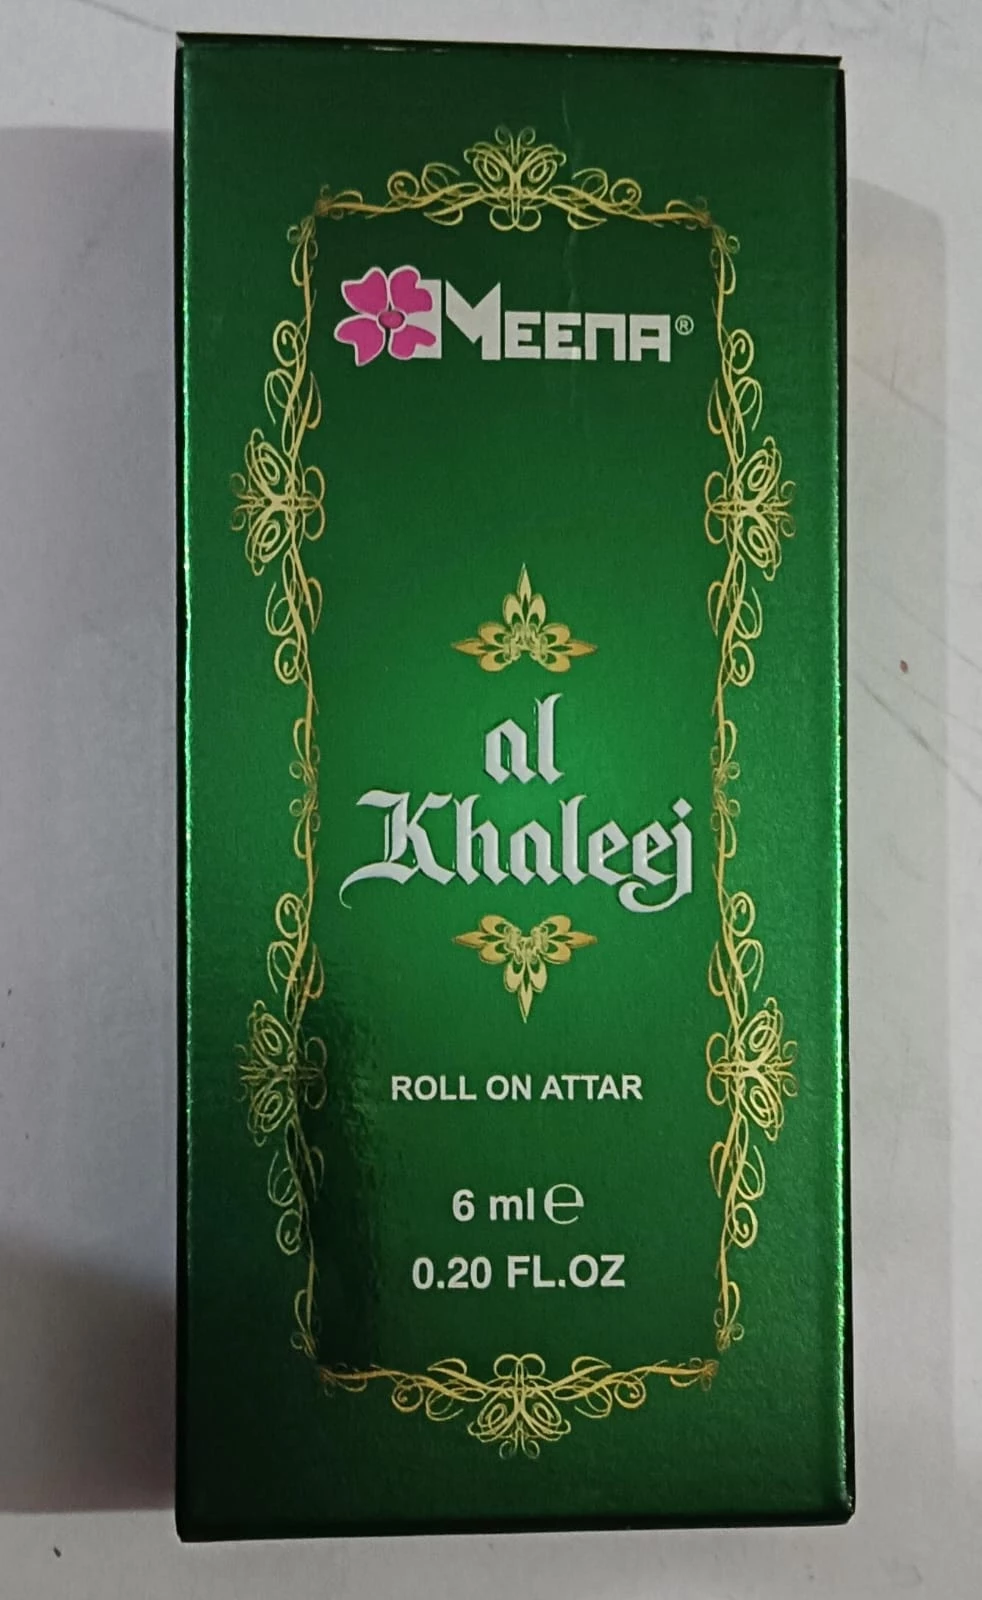 MEENA®
al
Khaleej
ROLL ON ATTAR
6 ml ℮
0.20 FL.OZ